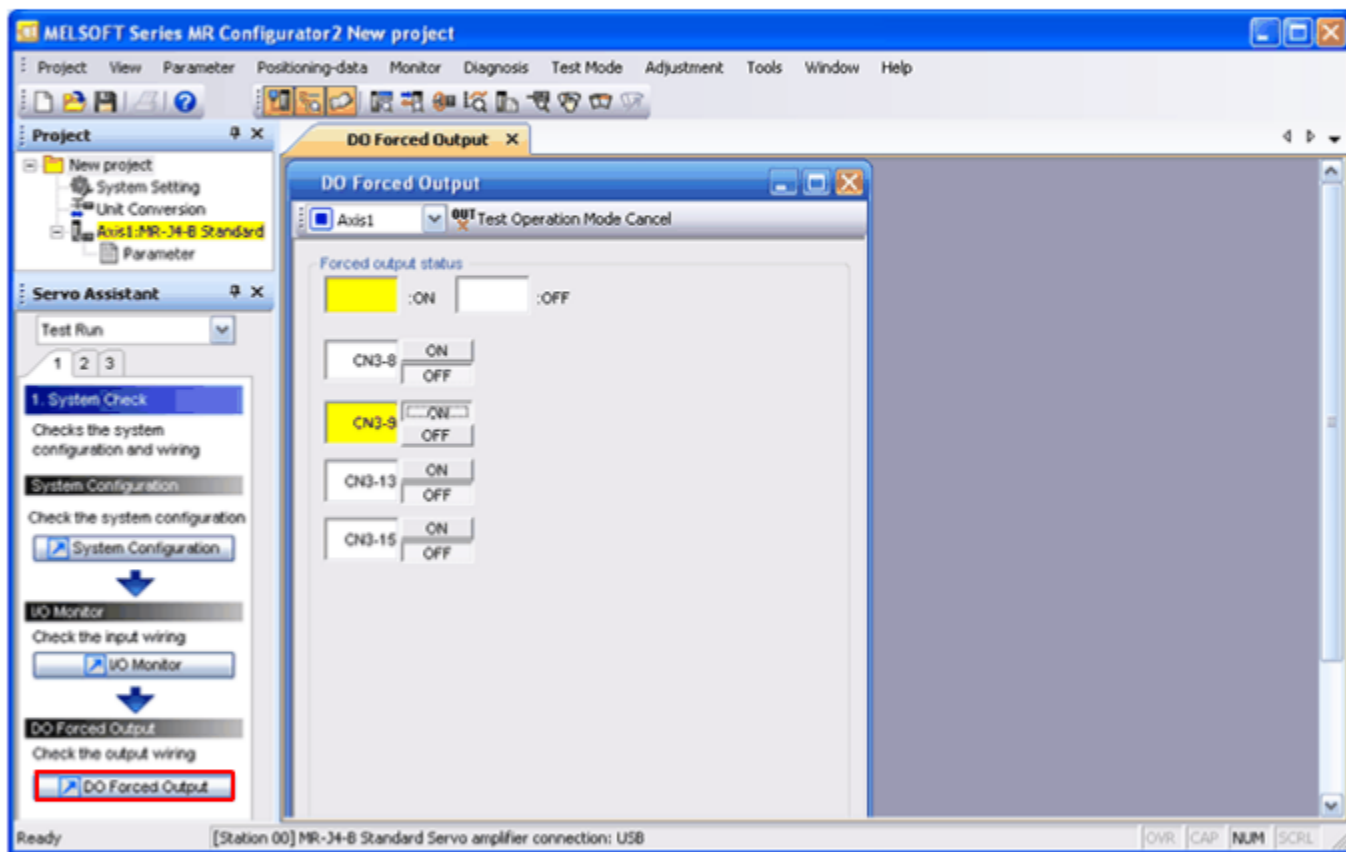 MELSOFT Series MR Configurator2 New project
Project View Parameter Positioning-data Monitor Diagnosis Test Mode Adjustment Tools Window Help
Project
New project
System Setting
Unit Conversion
Axis1:MR-J4-B Standard
Parameter
Servo Assistant
Test Run
1 2 3
1. System Check
Checks the system
configuration and wiring
System Configuration
Check the system configuration
System Configuration
I/O Monitor
Check the input wiring
I/O Monitor
DO Forced Output
Check the output wiring
DO Forced Output
DO Forced Output
DO Forced Output
Axis1 OUT Test Operation Mode Cancel
Forced output status
:ON :OFF
CN3-8 ON
OFF
CN3-9 ON
OFF
CN3-13 ON
OFF
CN3-15 ON
OFF
Ready [Station 00] MR-J4-B Standard Servo amplifier connection: USB OVR CAP NUM SCRL